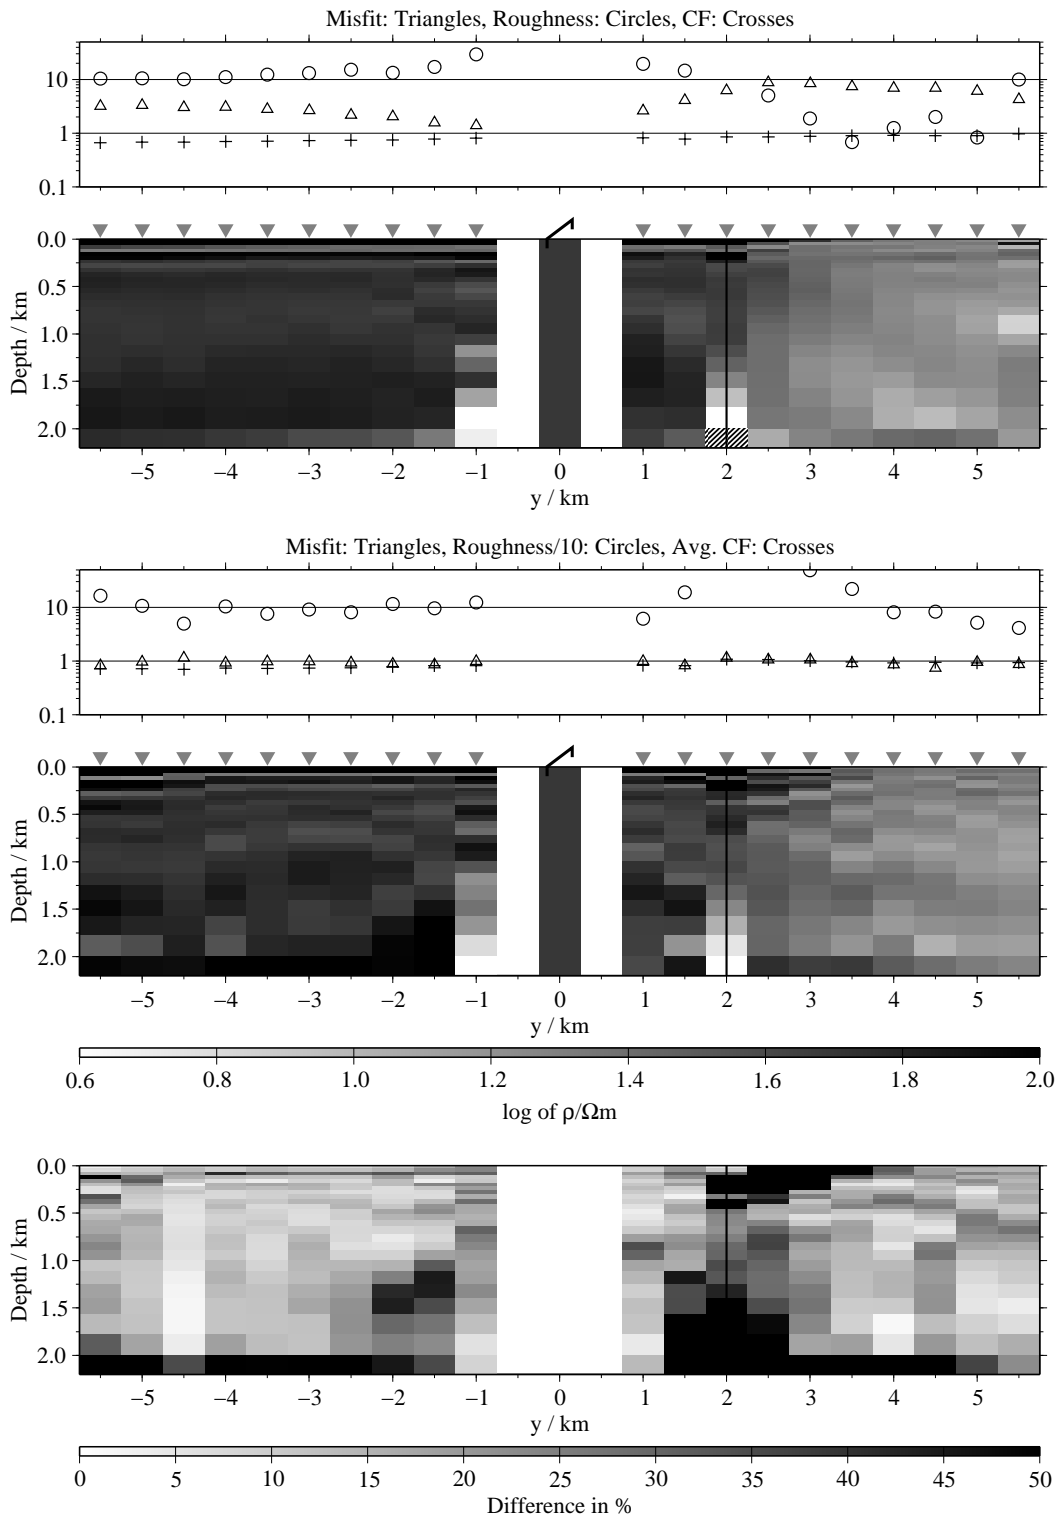 Misfit: Triangles, Roughness: Circles, CF: Crosses
10
1
0.1
0.0
0.5
1.0
1.5
2.0
Depth / km
−5 −4 −3 −2 −1 0 1 2 3 4 5
y / km
Misfit: Triangles, Roughness/10: Circles, Avg. CF: Crosses
10
1
0.1
0.0
0.5
1.0
1.5
2.0
Depth / km
−5 −4 −3 −2 −1 0 1 2 3 4 5
y / km
0.6 0.8 1.0 1.2 1.4 1.6 1.8 2.0
log of ρ/Ωm
0.0
0.5
1.0
1.5
2.0
Depth / km
−5 −4 −3 −2 −1 0 1 2 3 4 5
y / km
0 5 10 15 20 25 30 35 40 45 50
Difference in %